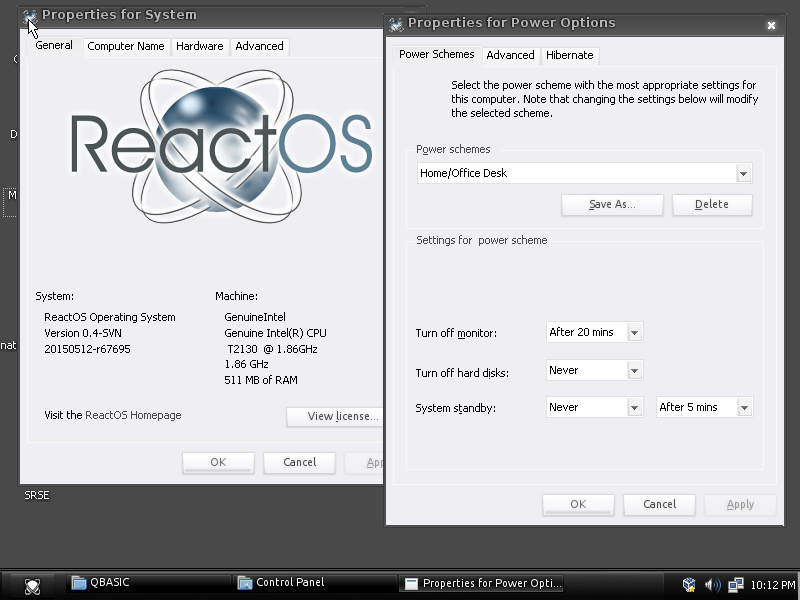 Properties for System
General
Computer Name
Hardware
Advanced
ReactOS
System:
ReactOS Operating System
Version 0.4-SVN
20150512-r67695
Machine:
GenuineIntel
Genuine Intel(R) CPU
T2130 @ 1.86GHz
1.86 GHz
511 MB of RAM
Visit the ReactOS Homepage
View license...
OK
Cancel
App
Properties for Power Options
Power Schemes
Advanced
Hibernate
Select the power scheme with the most appropriate settings for
this computer. Note that changing the settings below will modify
the selected scheme.
Power schemes
Home/Office Desk
Save As...
Delete
Settings for power scheme
Turn off monitor:
After 20 mins
Turn off hard disks:
Never
System standby:
Never
After 5 mins
OK
Cancel
Apply
D
M
nat
SRSE
QBASIC
Control Panel
Properties for Power Opti...
10:12 PM